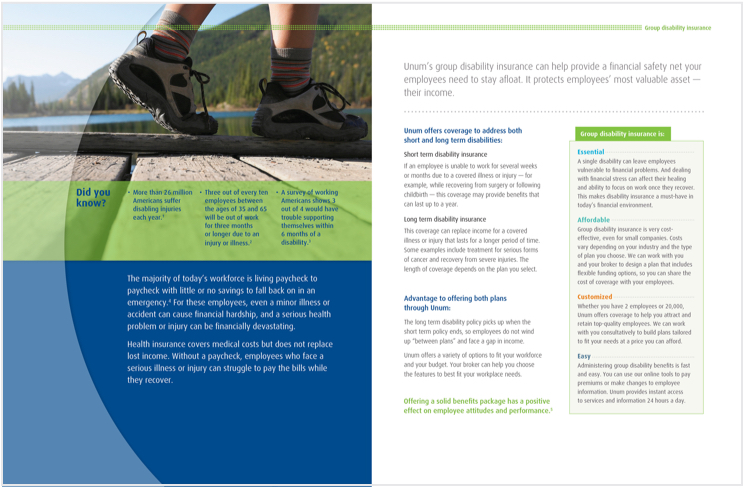 Group disability insurance
Did you
know?
• More than 26 million
Americans suffer
disabling injuries
each year.1
• Three out of every ten
employees between
the ages of 35 and 65
will be out of work
for three months
or longer due to an
injury or illness.2
• A survey of working
Americans shows 3
out of 4 would have
trouble supporting
themselves within
6 months of a
disability.3
The majority of today's workforce is living paycheck to
paycheck with little or no savings to fall back on in an
emergency.4 For these employees, even a minor illness or
accident can cause financial hardship, and a serious health
problem or injury can be financially devastating.
Health insurance covers medical costs but does not replace
lost income. Without a paycheck, employees who face a
serious illness or injury can struggle to pay the bills while
they recover.
Unum's group disability insurance can help provide a financial safety net your
employees need to stay afloat. It protects employees' most valuable asset —
their income.
Unum offers coverage to address both
short and long term disabilities:
Short term disability insurance
If an employee is unable to work for several weeks
or months due to a covered illness or injury — for
example, while recovering from surgery or following
childbirth — this coverage may provide benefits that
can last up to a year.
Long term disability insurance
This coverage can replace income for a covered
illness or injury that lasts for a longer period of time.
Some examples include treatment for serious forms
of cancer and recovery from severe injuries. The
length of coverage depends on the plan you select.
Advantage to offering both plans
through Unum:
The long term disability policy picks up when the
short term policy ends, so employees do not wind
up "between plans" and face a gap in income.
Unum offers a variety of options to fit your workforce
and your budget. Your broker can help you choose
the features to best fit your workplace needs.
Offering a solid benefits package has a positive
effect on employee attitudes and performance.5
Group disability insurance is:
Essential
A single disability can leave employees
vulnerable to financial problems. And dealing
with financial stress can affect their healing
and ability to focus on work once they recover.
This makes disability insurance a must-have in
today's financial environment.
Affordable
Group disability insurance is very cost-
effective, even for small companies. Costs
vary depending on your industry and the type
of plan you choose. We can work with you
and your broker to design a plan that includes
flexible funding options, so you can share the
cost of coverage with your employees.
Customized
Whether you have 2 employees or 20,000,
Unum offers coverage to help you attract and
retain top-quality employees. We can work
with you consultatively to build plans tailored
to fit your needs at a price you can afford.
Easy
Administering group disability benefits is fast
and easy. You can use our online tools to pay
premiums or make changes to employee
information. Unum provides instant access
to services and information 24 hours a day.